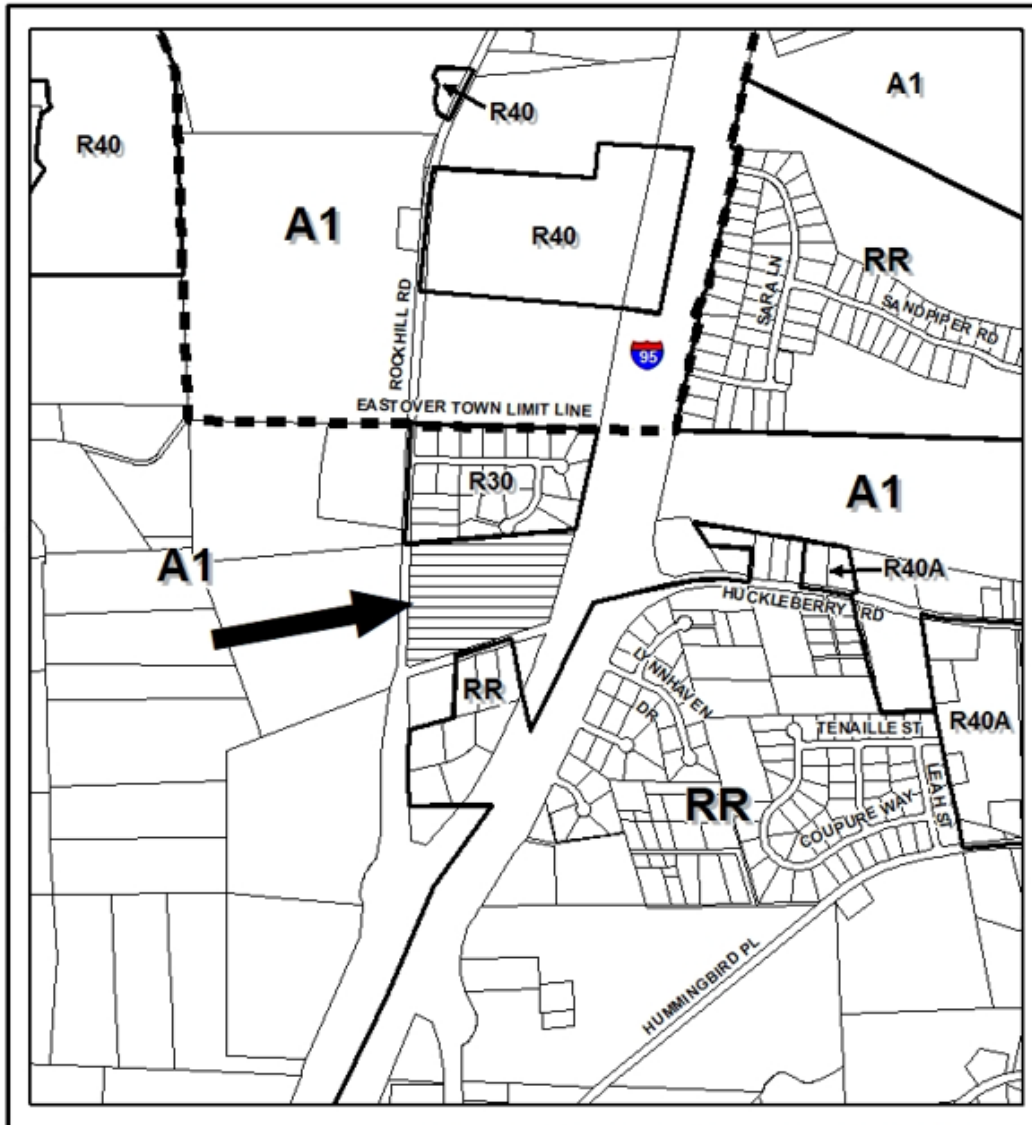 A1
R40
R40
A1
R40
RR
SARA LN
SANDPIPER RD
ROCKHILL RD
95
EASTOVER TOWN LIMIT LINE
R30
A1
A1
R40A
HUCKLEBERRY RD
LYNNHAVEN
DR
RR
R40A
TENAILLE ST
LEAH ST
RR
COUPURE WAY
HUMMINGBIRD PL